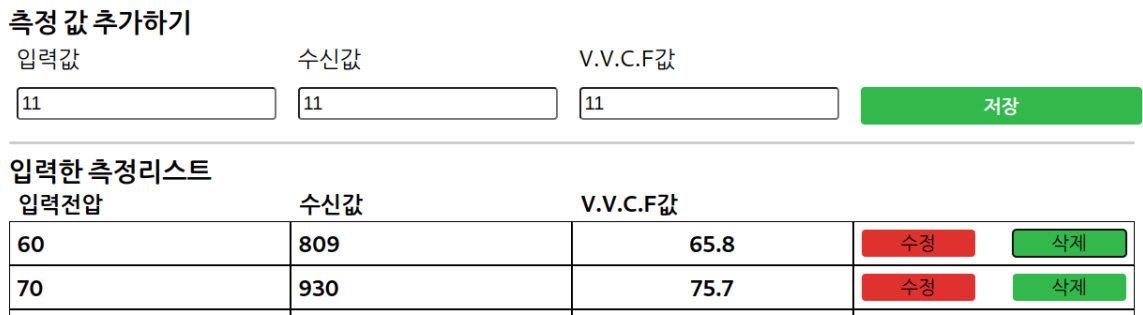 측정 값 추가하기
입력값 수신값 V.V.C.F값
11 11 11 저장
입력한 측정리스트
입력전압 수신값 V.V.C.F값
60 809 65.8 수정 삭제
70 930 75.7 수정 삭제